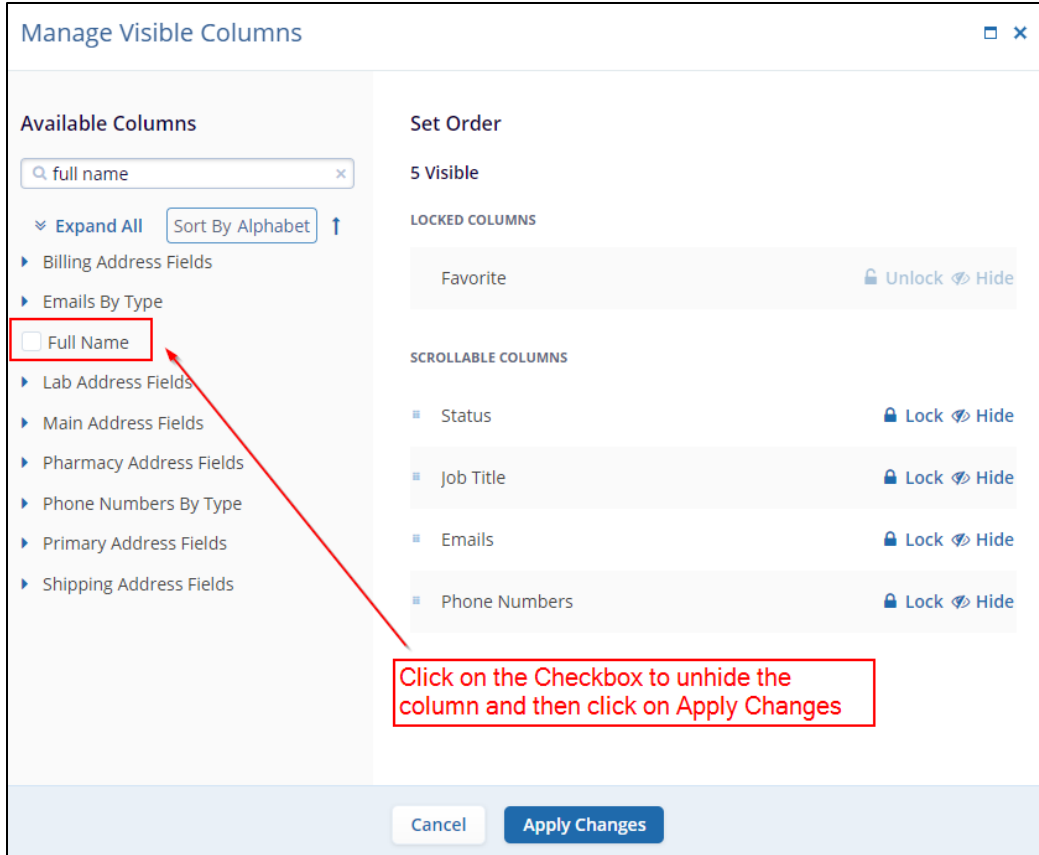 Manage Visible Columns
Available Columns
full name
Expand All Sort By Alphabet
Billing Address Fields
Emails By Type
Full Name
Lab Address Fields
Main Address Fields
Pharmacy Address Fields
Phone Numbers By Type
Primary Address Fields
Shipping Address Fields
Set Order
5 Visible
LOCKED COLUMNS
Favorite Unlock Hide
SCROLLABLE COLUMNS
Status Lock Hide
Job Title Lock Hide
Emails Lock Hide
Phone Numbers Lock Hide
Click on the Checkbox to unhide the
column and then click on Apply Changes
Cancel Apply Changes